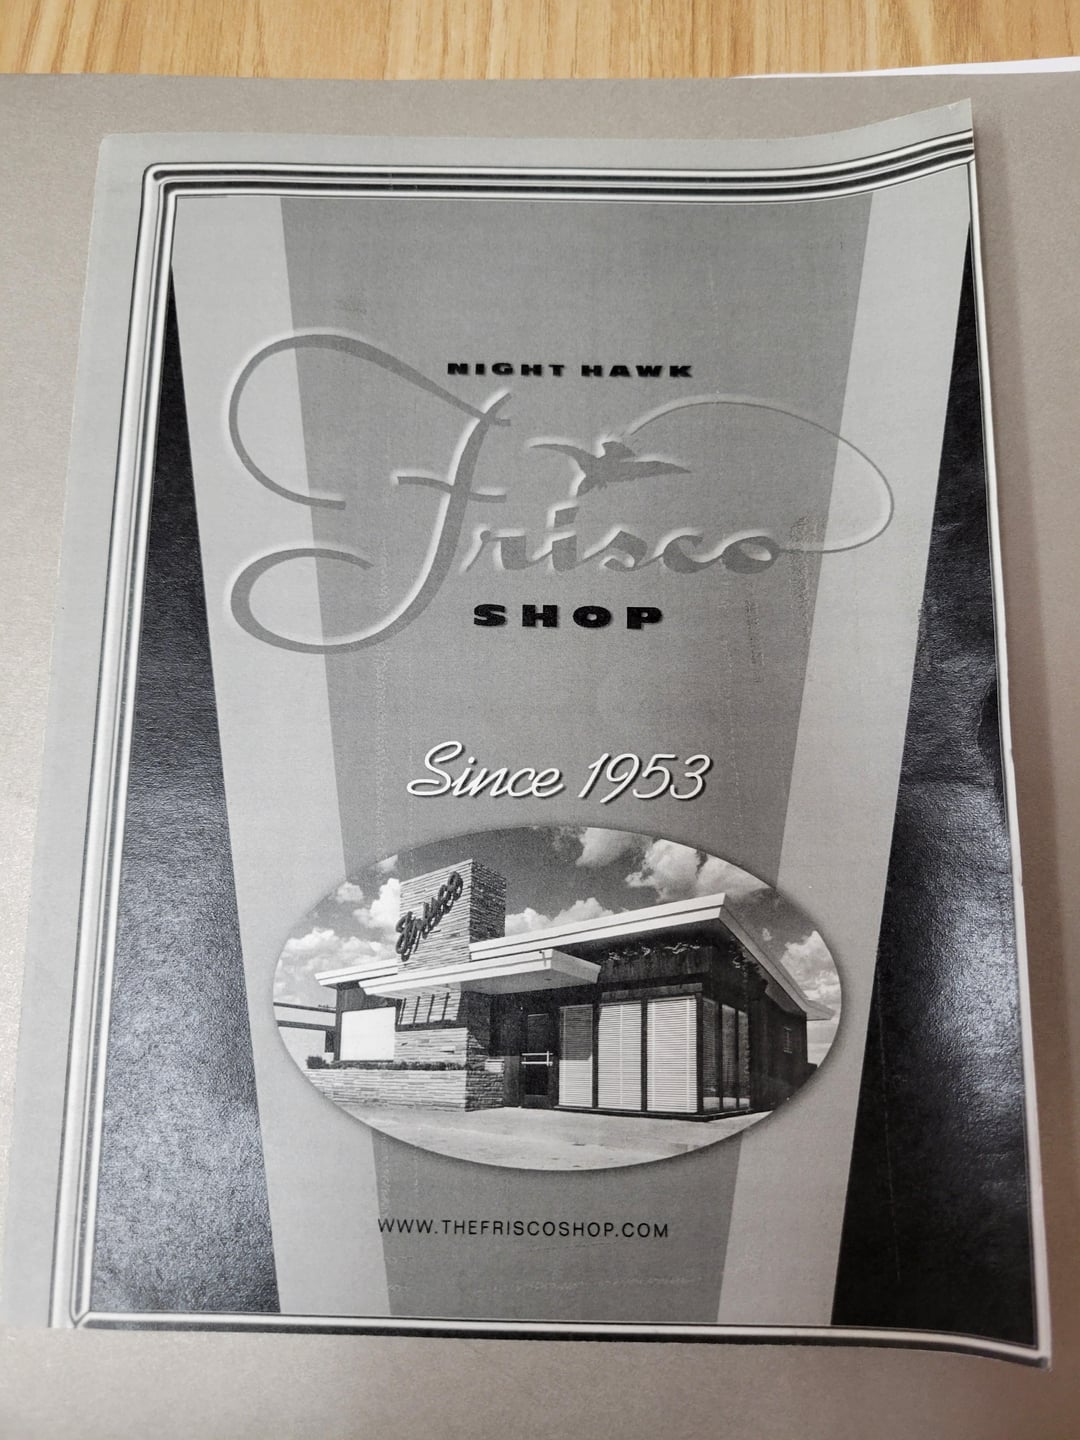 NIGHT HAWK
Frisco
SHOP
Since 1953
Frisco
WWW.THEFRISCOSHOP.COM